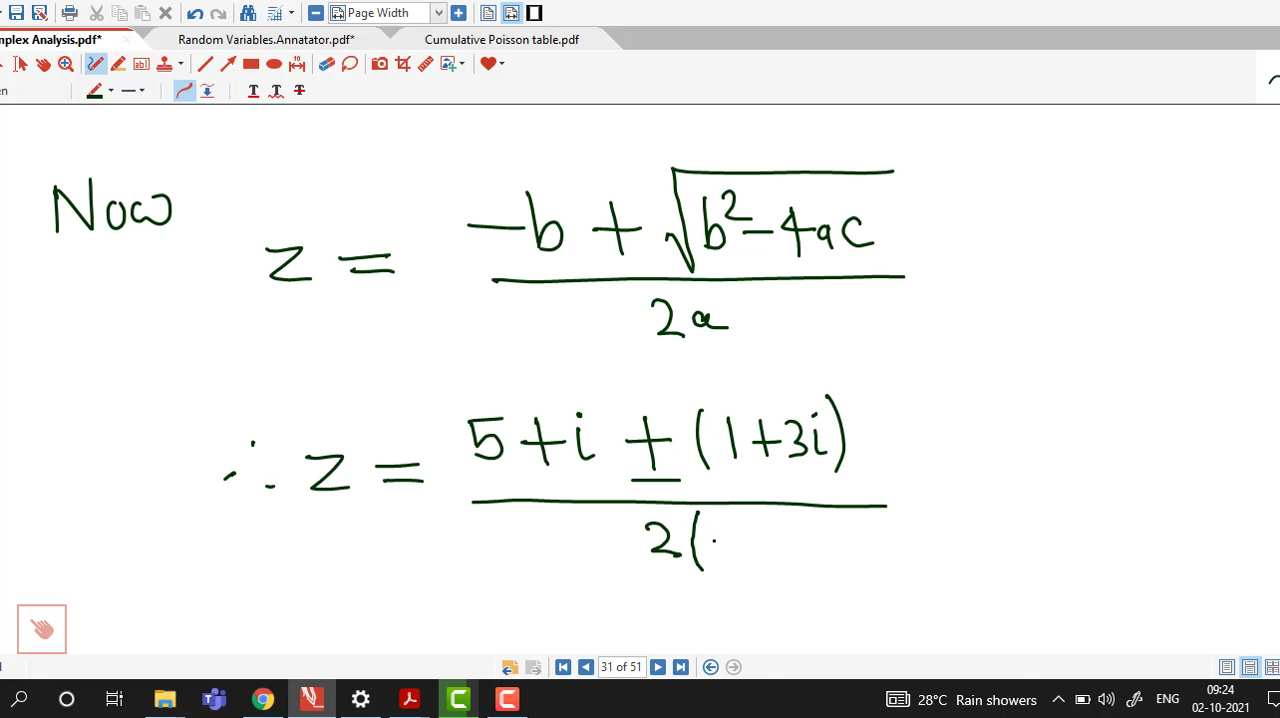 Page Width
mplex Analysis.pdf* Random Variables.Annatator.pdf* Cumulative Poisson table.pdf
Now
z = -b + √(b² - 4ac)
2a
∴ z = 5 + i ± (1 + 3i)
2(
31 of 51
28°C Rain showers ENG 09:24
02-10-2021